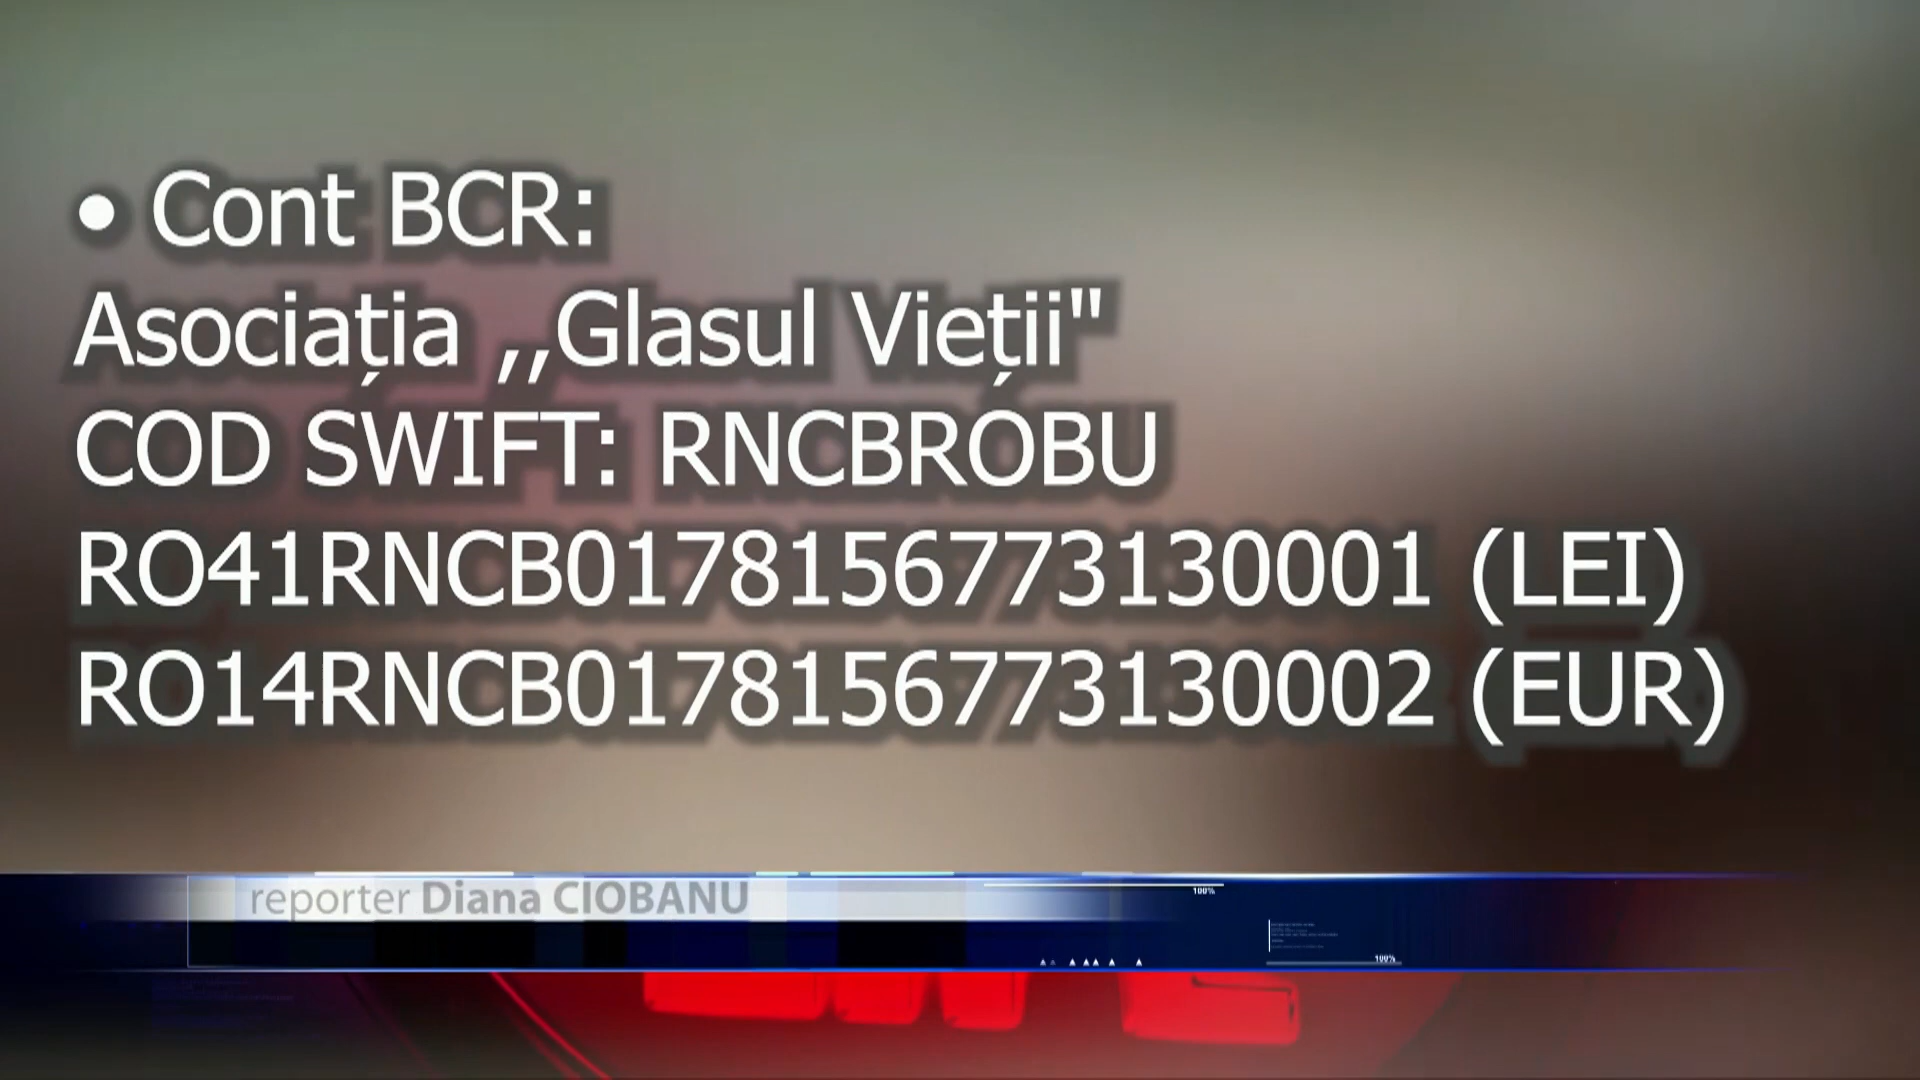 • Cont BCR:
Asociația ,,Glasul Vieții"
COD SWIFT: RNCBROBU
RO41RNCB0178156773130001 (LEI)
RO14RNCB0178156773130002 (EUR)
reporter Diana CIOBANU
100%
100%